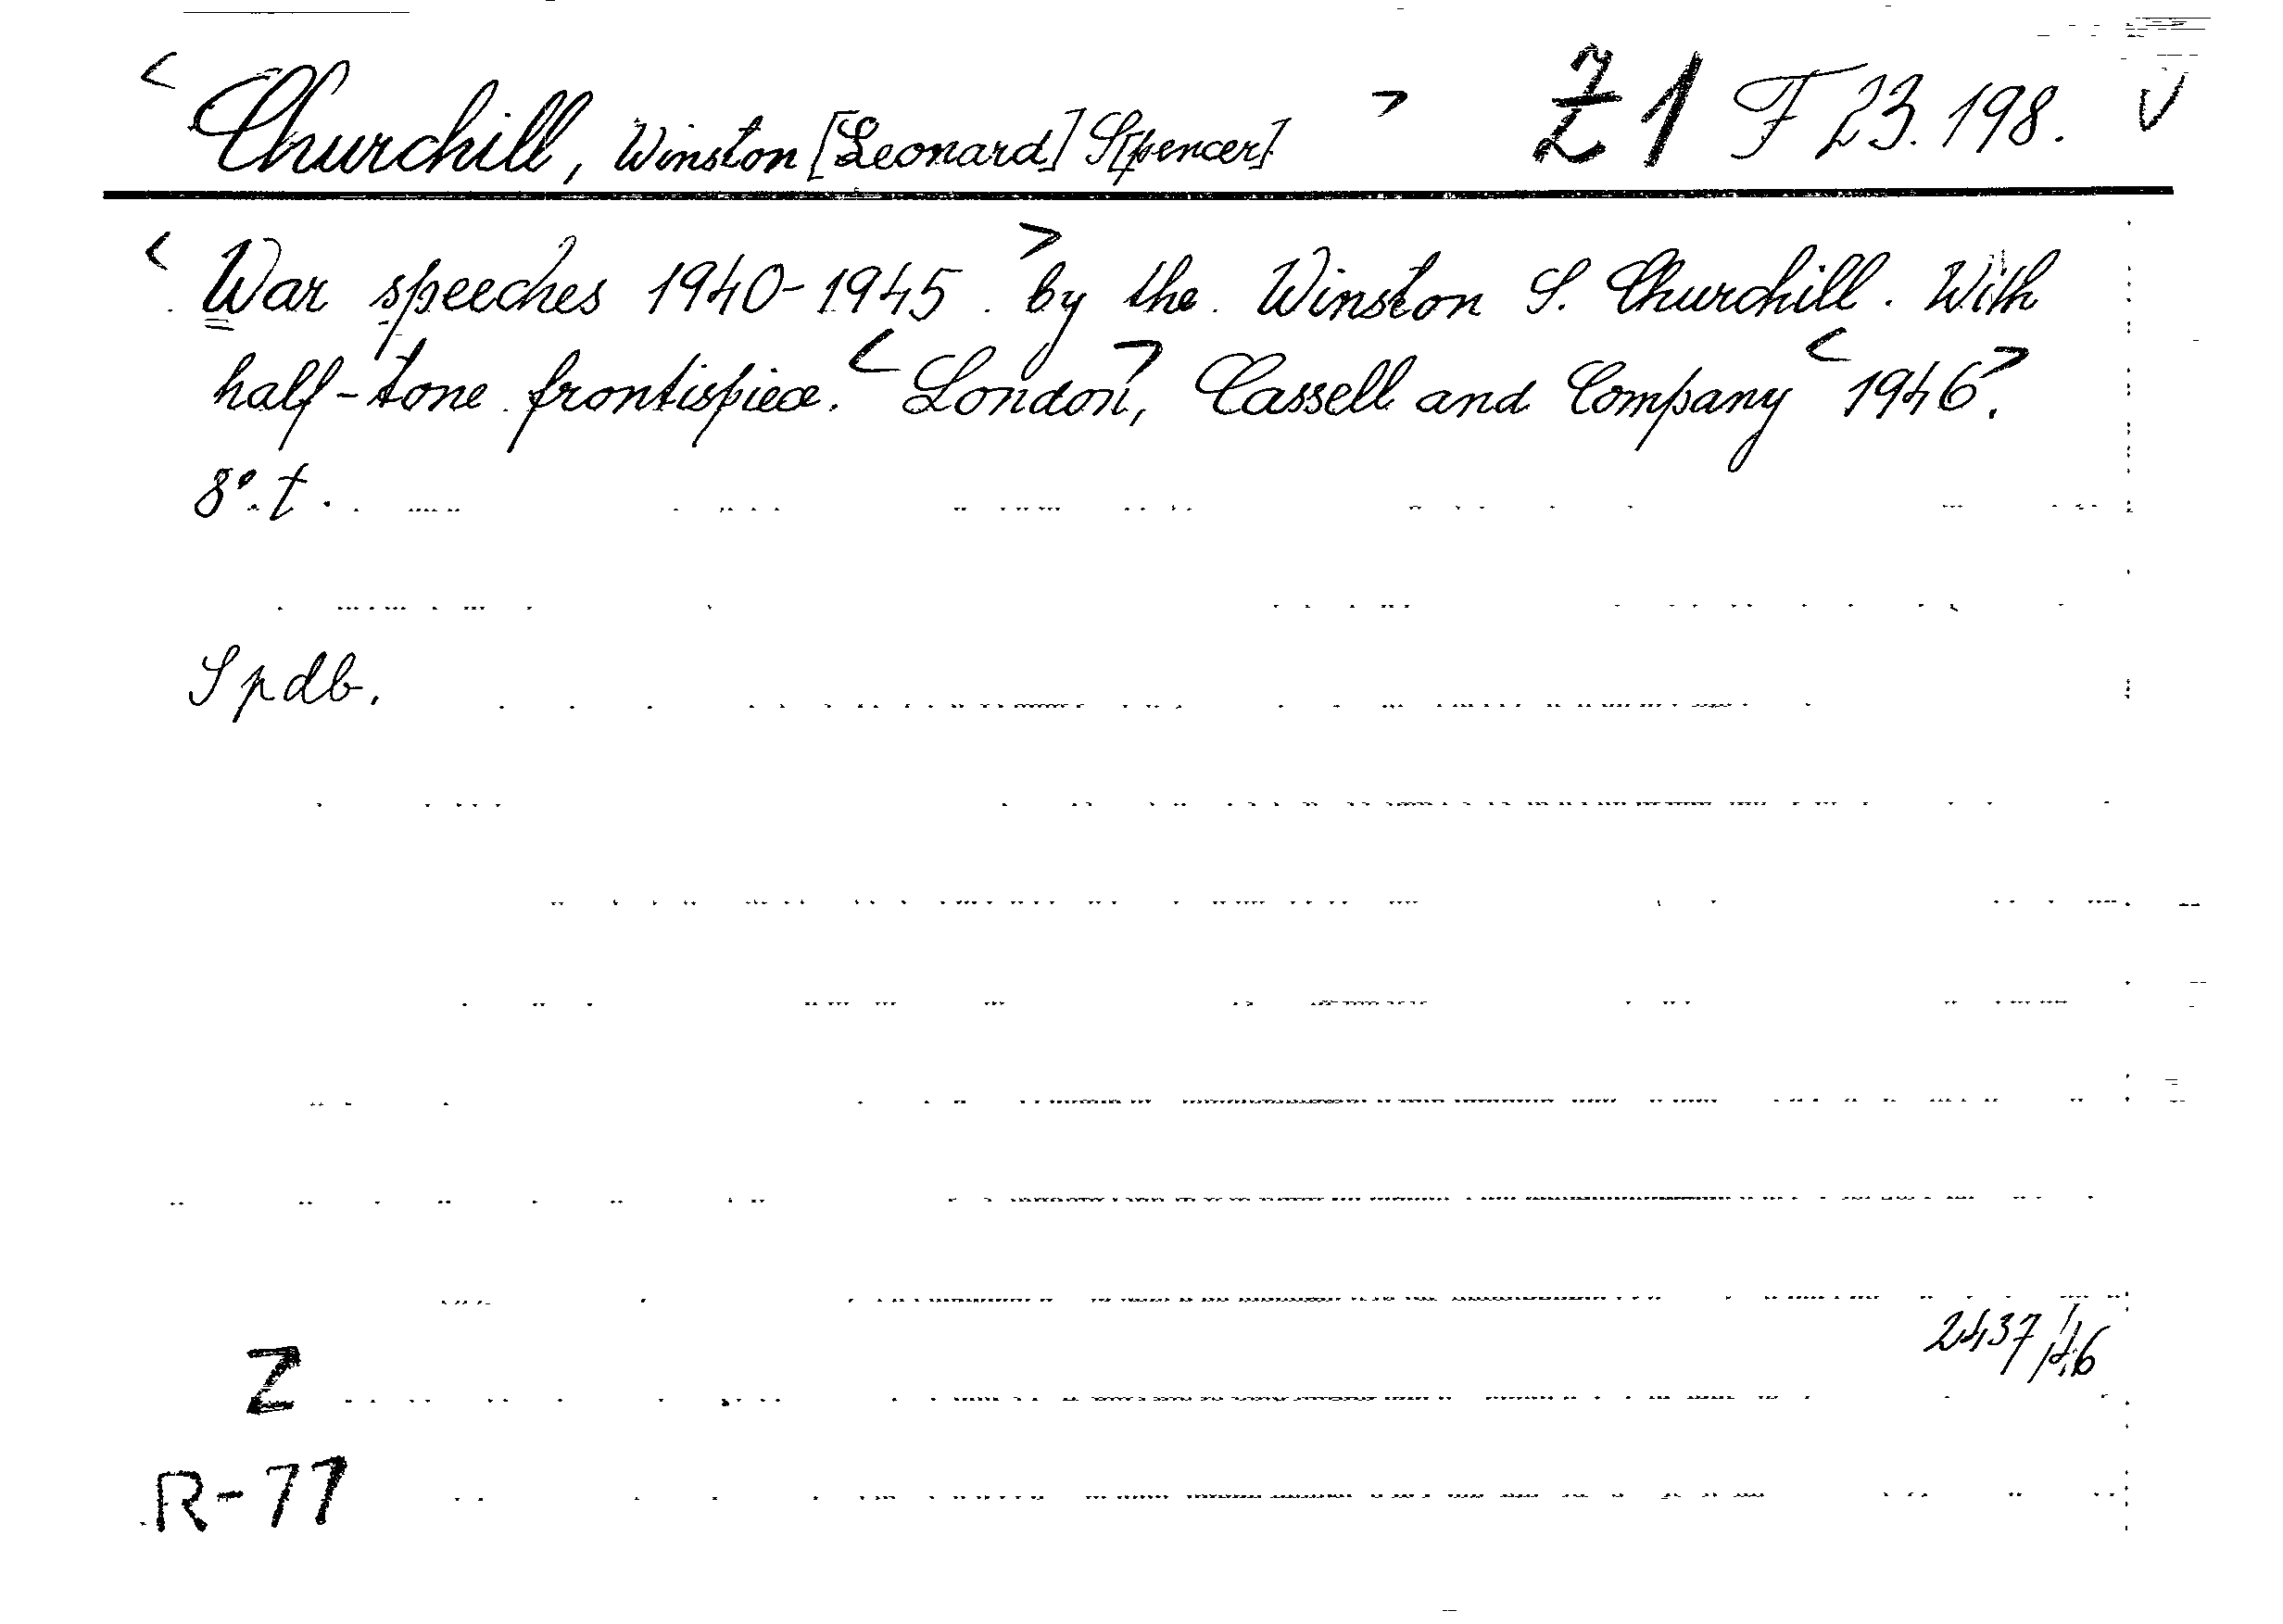 < Churchill, Winston [Leonard] S[pencer] > Z 1 F 23.198. V
< War speeches 1940-1945. > by the. Winston S. Churchill. With
half-tone frontispiece. < London >, Cassell and Company < 1946 >.
8°. t.
Spdb.
2437/46
Z
R-77